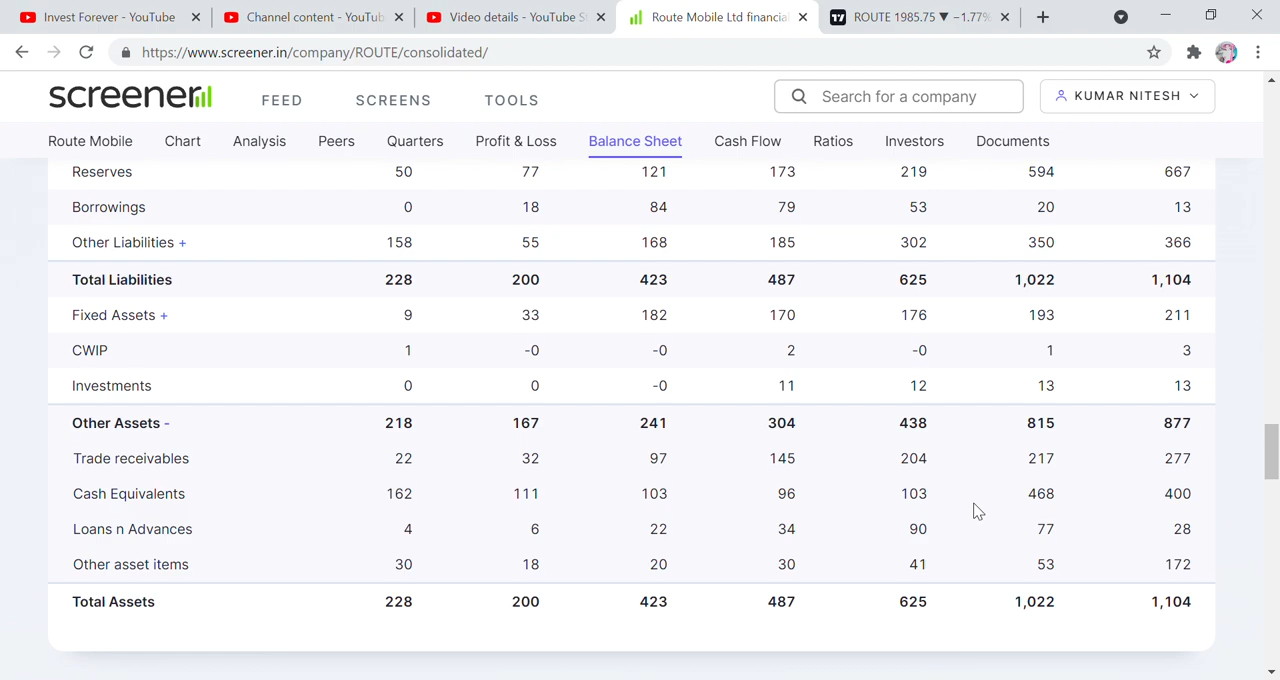 Invest Forever - YouTube
Channel content - YouTub
Video details - YouTube S
Route Mobile Ltd financial
ROUTE 1985.75 ▼ −1.77%
https://www.screener.in/company/ROUTE/consolidated/
screener
FEED SCREENS TOOLS
Search for a company
KUMAR NITESH
Route Mobile Chart Analysis Peers Quarters Profit & Loss Balance Sheet Cash Flow Ratios Investors Documents
Reserves 50 77 121 173 219 594 667
Borrowings 0 18 84 79 53 20 13
Other Liabilities + 158 55 168 185 302 350 366
Total Liabilities 228 200 423 487 625 1,022 1,104
Fixed Assets + 9 33 182 170 176 193 211
CWIP 1 -0 -0 2 -0 1 3
Investments 0 0 -0 11 12 13 13
Other Assets - 218 167 241 304 438 815 877
Trade receivables 22 32 97 145 204 217 277
Cash Equivalents 162 111 103 96 103 468 400
Loans n Advances 4 6 22 34 90 77 28
Other asset items 30 18 20 30 41 53 172
Total Assets 228 200 423 487 625 1,022 1,104